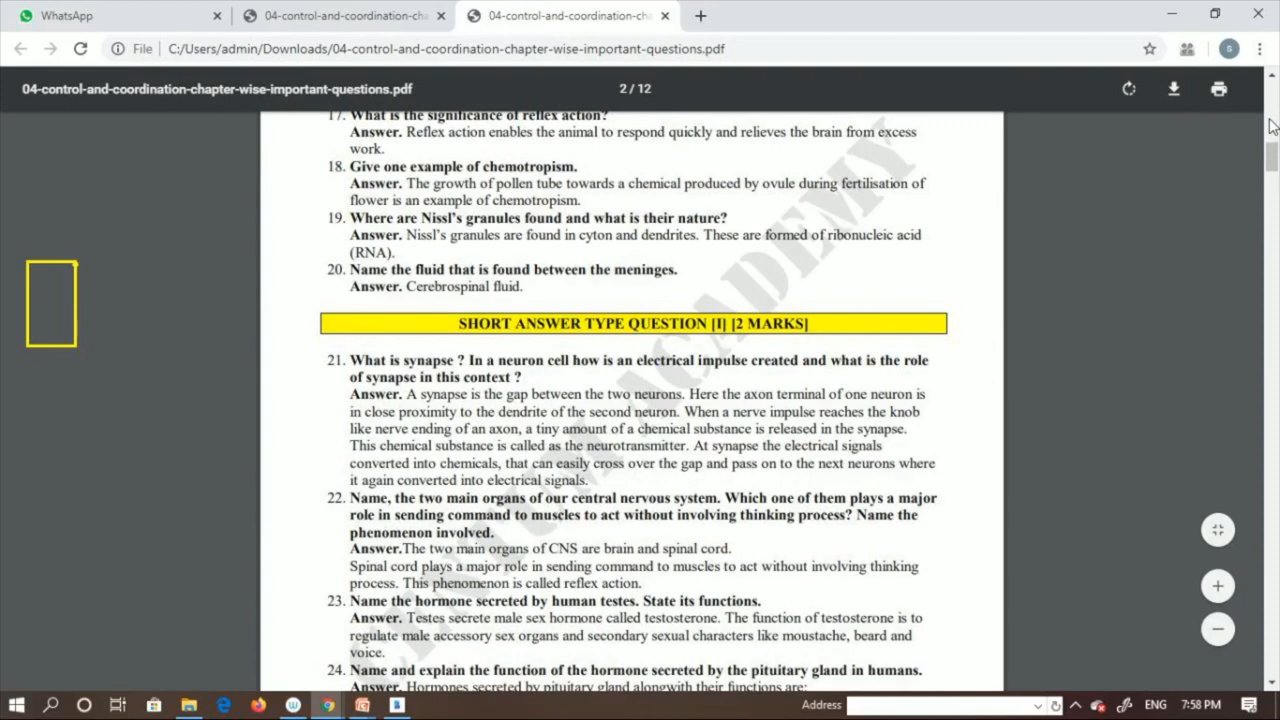 WhatsApp
04-control-and-coordination-cha
04-control-and-coordination-cha
File
C:/Users/admin/Downloads/04-control-and-coordination-chapter-wise-important-questions.pdf
S
04-control-and-coordination-chapter-wise-important-questions.pdf
2 / 12
17. What is the significance of reflex action?
Answer. Reflex action enables the animal to respond quickly and relieves the brain from excess
work.
18. Give one example of chemotropism.
Answer. The growth of pollen tube towards a chemical produced by ovule during fertilisation of
flower is an example of chemotropism.
19. Where are Nissl's granules found and what is their nature?
Answer. Nissl's granules are found in cyton and dendrites. These are formed of ribonucleic acid
(RNA).
20. Name the fluid that is found between the meninges.
Answer. Cerebrospinal fluid.
SHORT ANSWER TYPE QUESTION [I] [2 MARKS]
21. What is synapse ? In a neuron cell how is an electrical impulse created and what is the role
of synapse in this context ?
Answer. A synapse is the gap between the two neurons. Here the axon terminal of one neuron is
in close proximity to the dendrite of the second neuron. When a nerve impulse reaches the knob
like nerve ending of an axon, a tiny amount of a chemical substance is released in the synapse.
This chemical substance is called as the neurotransmitter. At synapse the electrical signals
converted into chemicals, that can easily cross over the gap and pass on to the next neurons where
it again converted into electrical signals.
22. Name, the two main organs of our central nervous system. Which one of them plays a major
role in sending command to muscles to act without involving thinking process? Name the
phenomenon involved.
Answer.The two main organs of CNS are brain and spinal cord.
Spinal cord plays a major role in sending command to muscles to act without involving thinking
process. This phenomenon is called reflex action.
23. Name the hormone secreted by human testes. State its functions.
Answer. Testes secrete male sex hormone called testosterone. The function of testosterone is to
regulate male accessory sex organs and secondary sexual characters like moustache, beard and
voice.
24. Name and explain the function of the hormone secreted by the pituitary gland in humans.
Answer. Hormones secreted by pituitary gland alongwith their functions are:
ENTUM ACADEMY
Address
ENG
7:58 PM